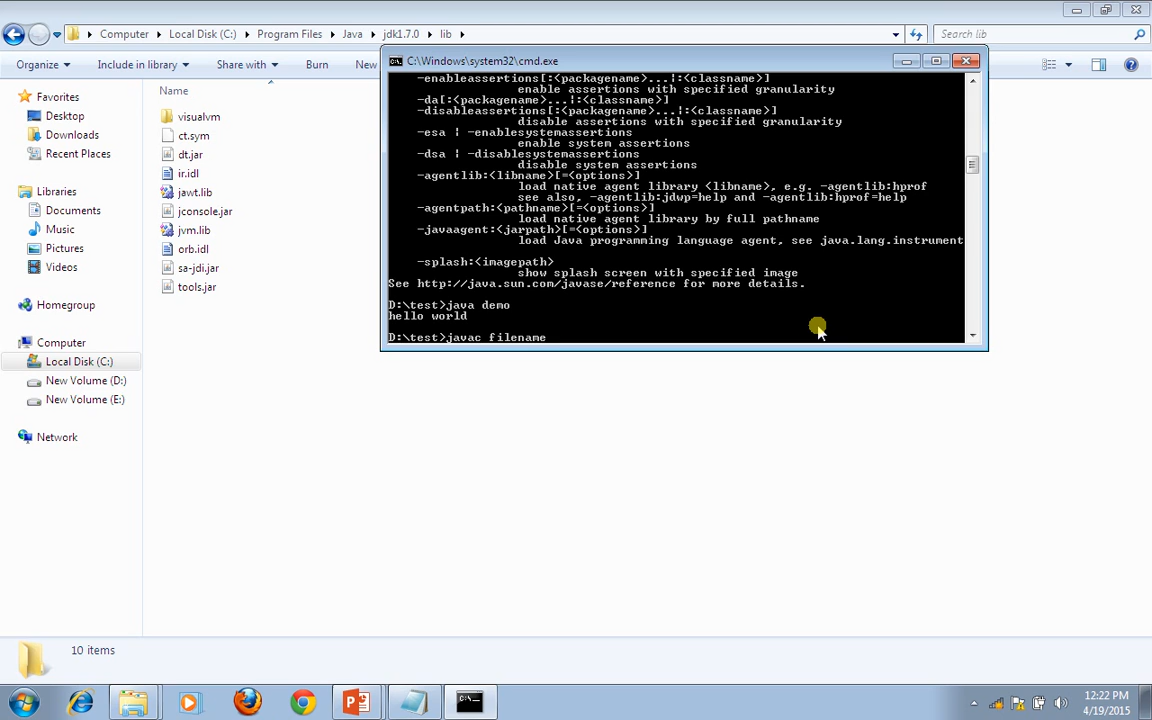 Computer ▸ Local Disk (C:) ▸ Program Files ▸ Java ▸ jdk1.7.0 ▸ lib ▸
Search lib
Organize ▾ Include in library ▾ Share with ▾ Burn New
Favorites
Desktop
Downloads
Recent Places
Libraries
Documents
Music
Pictures
Videos
Homegroup
Computer
Local Disk (C:)
New Volume (D:)
New Volume (E:)
Network
Name
visualvm
ct.sym
dt.jar
ir.idl
jawt.lib
jconsole.jar
jvm.lib
orb.idl
sa-jdi.jar
tools.jar
C:\Windows\system32\cmd.exe
-enableassertions[:<packagename>...|:<classname>]
enable assertions with specified granularity
-da[:<packagename>...|:<classname>]
-disableassertions[:<packagename>...|:<classname>]
disable assertions with specified granularity
-esa | -enablesystemassertions
enable system assertions
-dsa | -disablesystemassertions
disable system assertions
-agentlib:<libname>[=<options>]
load native agent library <libname>, e.g. -agentlib:hprof
see also, -agentlib:jdwp=help and -agentlib:hprof=help
-agentpath:<pathname>[=<options>]
load native agent library by full pathname
-javaagent:<jarpath>[=<options>]
load Java programming language agent, see java.lang.instrument
-splash:<imagepath>
show splash screen with specified image
See http://java.sun.com/javase/reference for more details.
D:\test>java demo
hello world
D:\test>javac filename
10 items
12:22 PM
4/19/2015